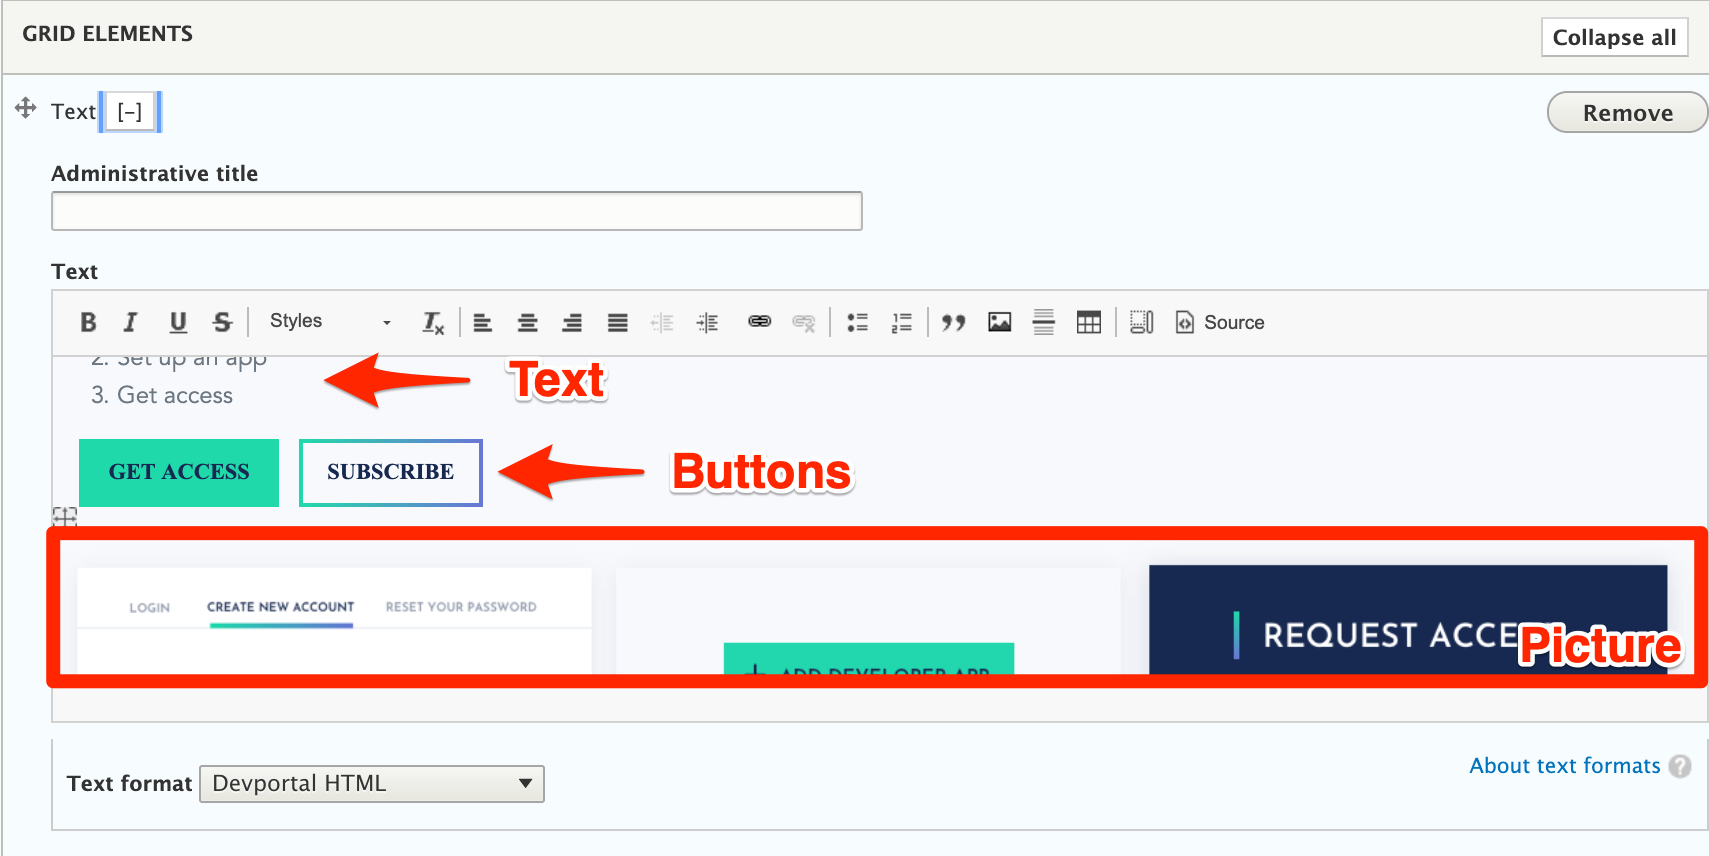 GRID ELEMENTS
Collapse all
Text [-]
Remove
Administrative title
Text
B I U S Styles Tx Source
2. Set up an app
Text
3. Get access
GET ACCESS SUBSCRIBE
Buttons
LOGIN CREATE NEW ACCOUNT RESET YOUR PASSWORD
REQUEST ACCE
Picture
+ ADD DEVELOPER APP
Text format Devportal HTML
About text formats ?